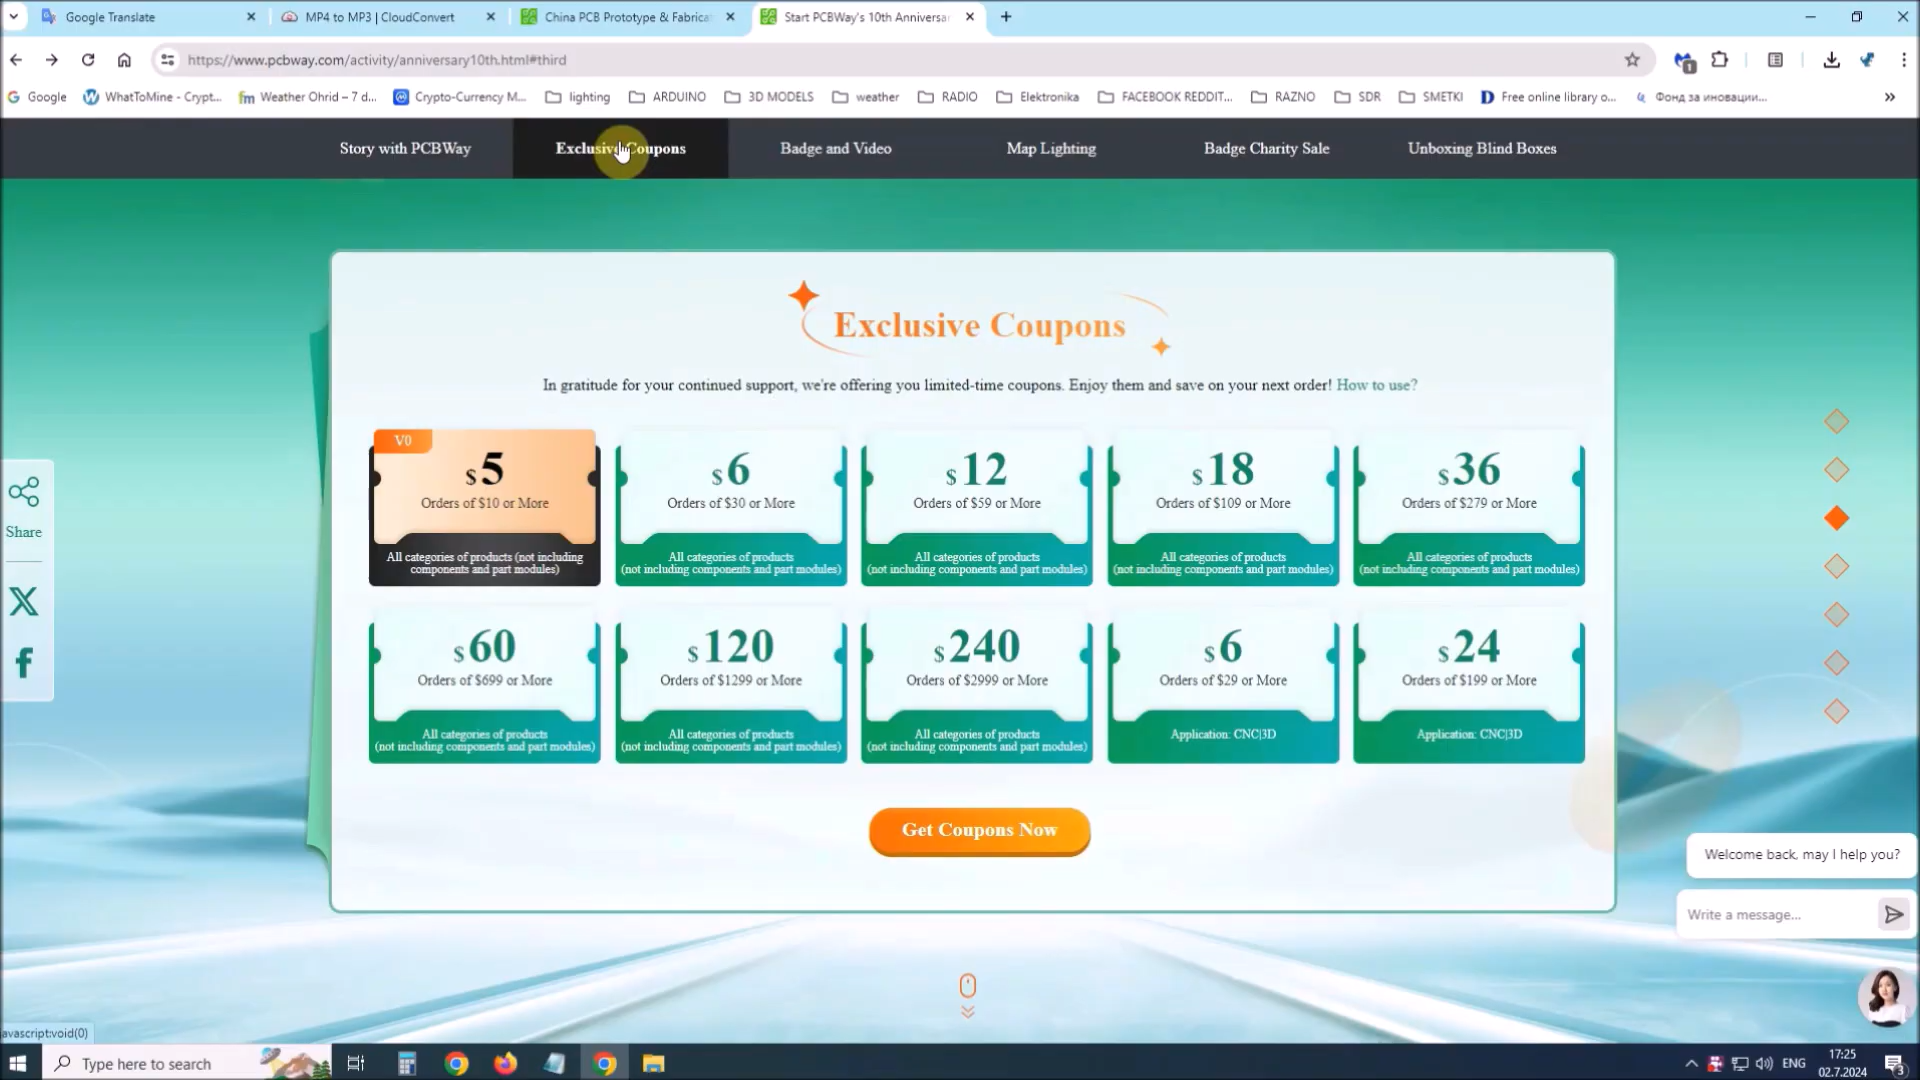 Google Translate
MP4 to MP3 | CloudConvert
China PCB Prototype & Fabricat
Start PCBWay's 10th Anniversar
https://www.pcbway.com/activity/anniversary10th.html#third
1
Google
WhatToMine - Crypt...
Weather Ohrid – 7 d...
Crypto-Currency M...
lighting
ARDUINO
3D MODELS
weather
RADIO
Elektronika
FACEBOOK REDDIT...
RAZNO
SDR
SMETKI
Free online library o...
Фонд за иновации...
»
Story with PCBWay
Exclusive Coupons
Badge and Video
Map Lighting
Badge Charity Sale
Unboxing Blind Boxes
Exclusive Coupons
In gratitude for your continued support, we're offering you limited-time coupons. Enjoy them and save on your next order! How to use?
V0
$5
Orders of $10 or More
All categories of products (not including
components and part modules)
$6
Orders of $30 or More
All categories of products
(not including components and part modules)
$12
Orders of $59 or More
All categories of products
(not including components and part modules)
$18
Orders of $109 or More
All categories of products
(not including components and part modules)
$36
Orders of $279 or More
All categories of products
(not including components and part modules)
$60
Orders of $699 or More
All categories of products
(not including components and part modules)
$120
Orders of $1299 or More
All categories of products
(not including components and part modules)
$240
Orders of $2999 or More
All categories of products
(not including components and part modules)
$6
Orders of $29 or More
Application: CNC|3D
$24
Orders of $199 or More
Application: CNC|3D
Get Coupons Now
Share
Welcome back, may I help you?
Write a message...
avascript:void(0)
Type here to search
ENG
17:25
02.7.2024
3